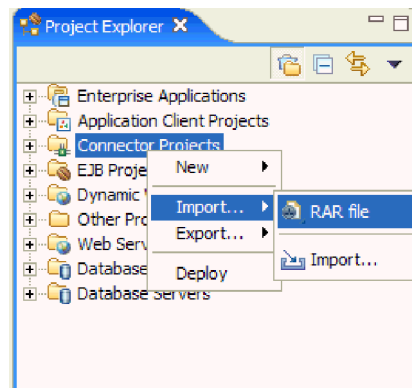 Project Explorer
Enterprise Applications
Application Client Projects
Connector Projects
EJB Proje
Dynamic
Other Pro
Web Serv
Database
Database Servers
New
Import...
Export...
Deploy
RAR file
Import...